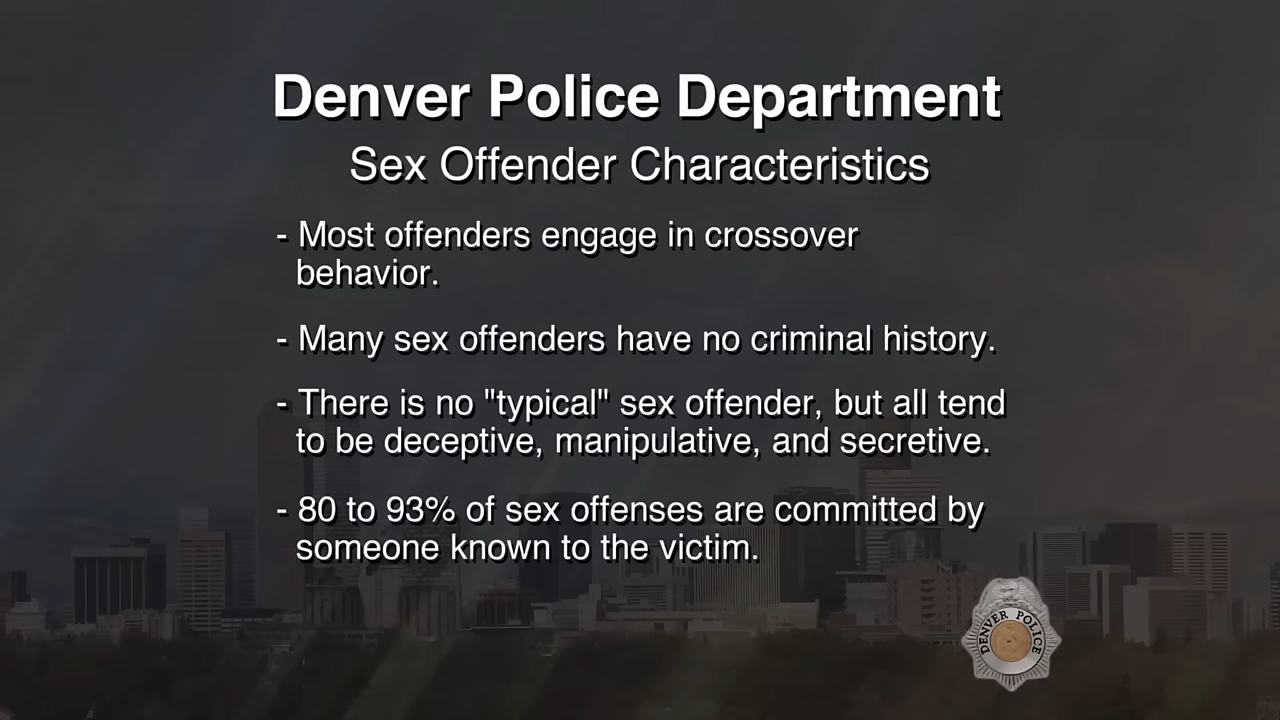 Denver Police Department
Sex Offender Characteristics
- Most offenders engage in crossover
behavior.
- Many sex offenders have no criminal history.
- There is no "typical" sex offender, but all tend
to be deceptive, manipulative, and secretive.
- 80 to 93% of sex offenses are committed by
someone known to the victim.
DENVER POLICE